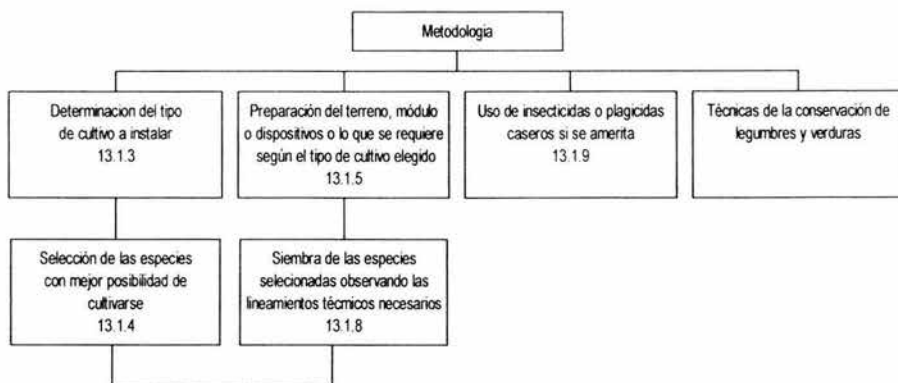 Metodologia
Determinacion del tipo
de cultivo a instalar
13.1.3
Preparación del terreno, módulo
o dispositivos o lo que se requiere
según el tipo de cultivo elegido
13.1.5
Uso de insecticidas o plagicidas
caseros si se amerita
13.1.9
Técnicas de la conservación de
legumbres y verduras
Selección de las especies
con mejor posibilidad de
cultivarse
13.1.4
Siembra de las especies
selecionadas observando las
lineamientos técnicos necesarios
13.1.8